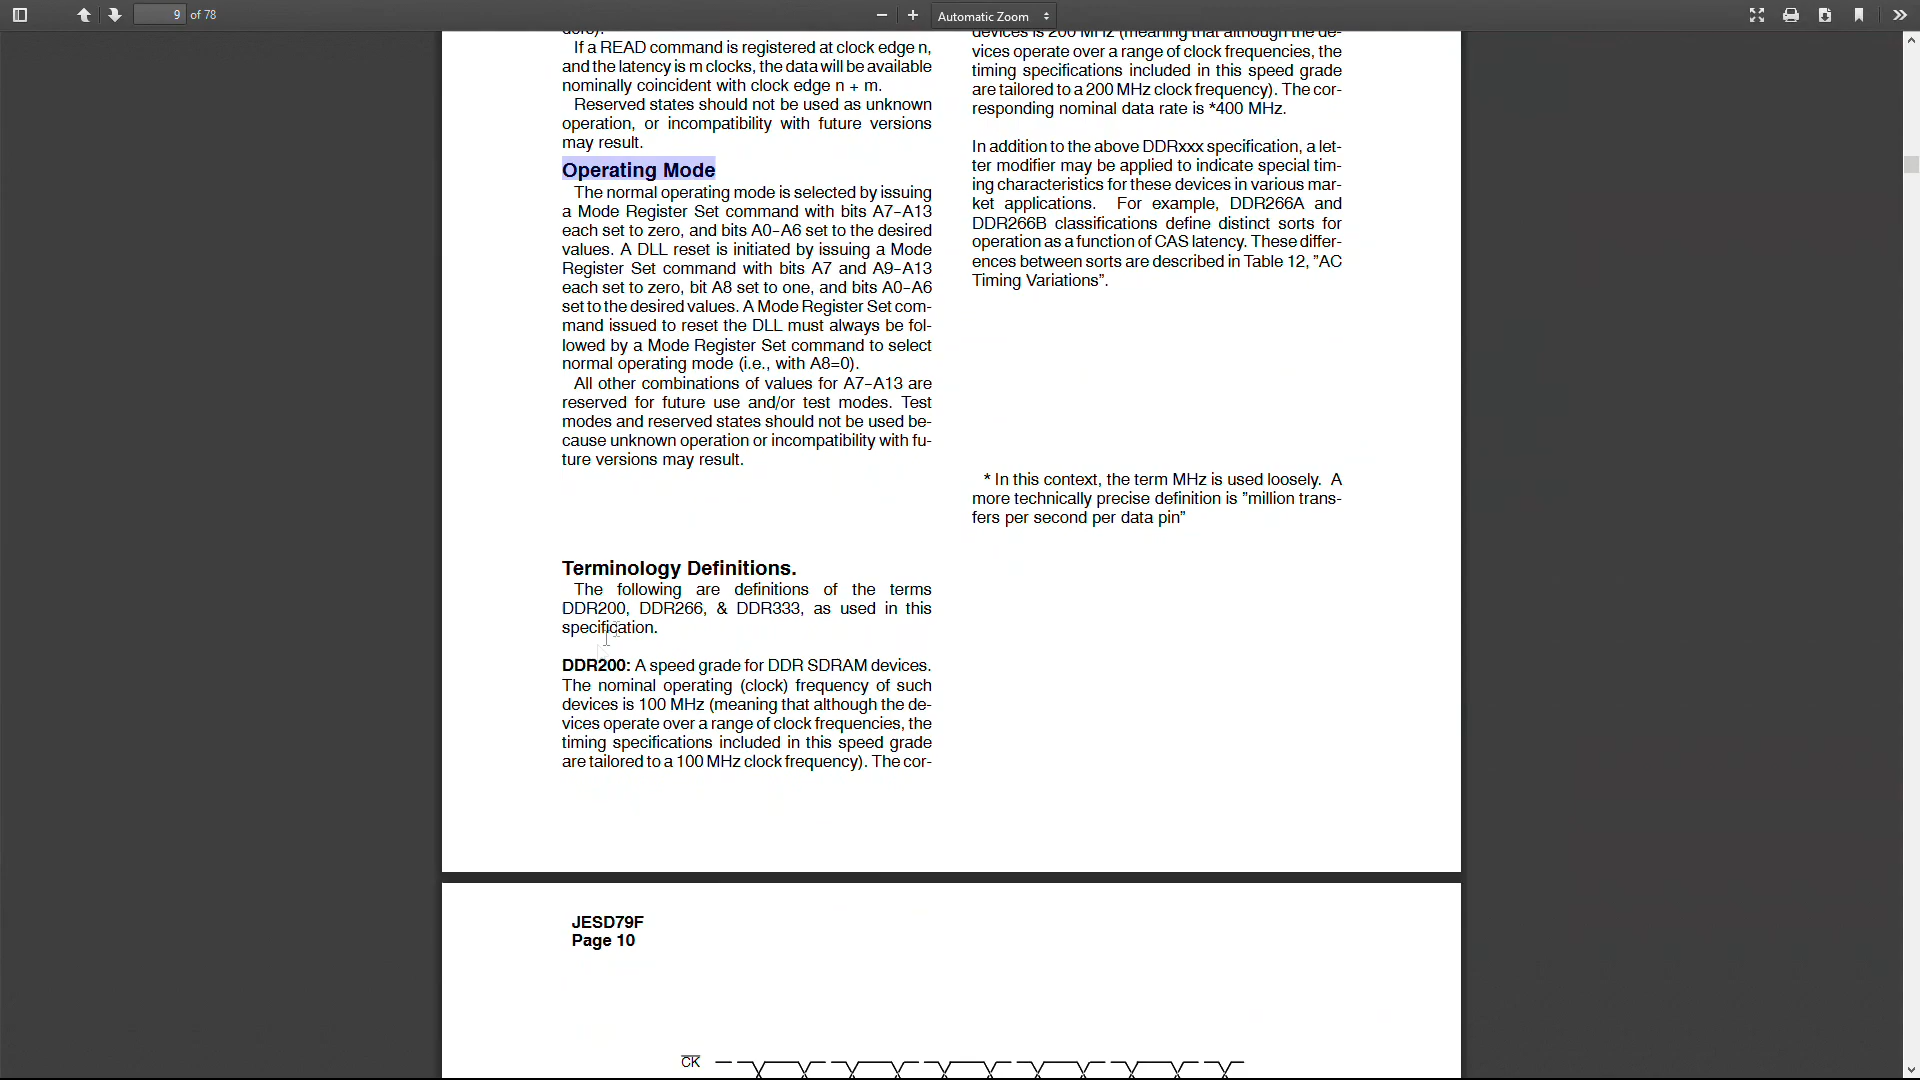 9 of 78
Automatic Zoom
dors).
If a READ command is registered at clock edge n,
and the latency is m clocks, the data will be available
nominally coincident with clock edge n + m.
Reserved states should not be used as unknown
operation, or incompatibility with future versions
may result.
Operating Mode
The normal operating mode is selected by issuing
a Mode Register Set command with bits A7–A13
each set to zero, and bits A0–A6 set to the desired
values. A DLL reset is initiated by issuing a Mode
Register Set command with bits A7 and A9–A13
each set to zero, bit A8 set to one, and bits A0–A6
set to the desired values. A Mode Register Set com-
mand issued to reset the DLL must always be fol-
lowed by a Mode Register Set command to select
normal operating mode (i.e., with A8=0).
All other combinations of values for A7–A13 are
reserved for future use and/or test modes. Test
modes and reserved states should not be used be-
cause unknown operation or incompatibility with fu-
ture versions may result.
Terminology Definitions.
The following are definitions of the terms
DDR200, DDR266, & DDR333, as used in this
specification.
DDR200: A speed grade for DDR SDRAM devices.
The nominal operating (clock) frequency of such
devices is 100 MHz (meaning that although the de-
vices operate over a range of clock frequencies, the
timing specifications included in this speed grade
are tailored to a 100 MHz clock frequency). The cor-
devices is 200 MHz (meaning that although the de-
vices operate over a range of clock frequencies, the
timing specifications included in this speed grade
are tailored to a 200 MHz clock frequency). The cor-
responding nominal data rate is *400 MHz.
In addition to the above DDRxxx specification, a let-
ter modifier may be applied to indicate special tim-
ing characteristics for these devices in various mar-
ket applications. For example, DDR266A and
DDR266B classifications define distinct sorts for
operation as a function of CAS latency. These differ-
ences between sorts are described in Table 12, ”AC
Timing Variations”.
* In this context, the term MHz is used loosely. A
more technically precise definition is ”million trans-
fers per second per data pin”
JESD79F
Page 10
CK